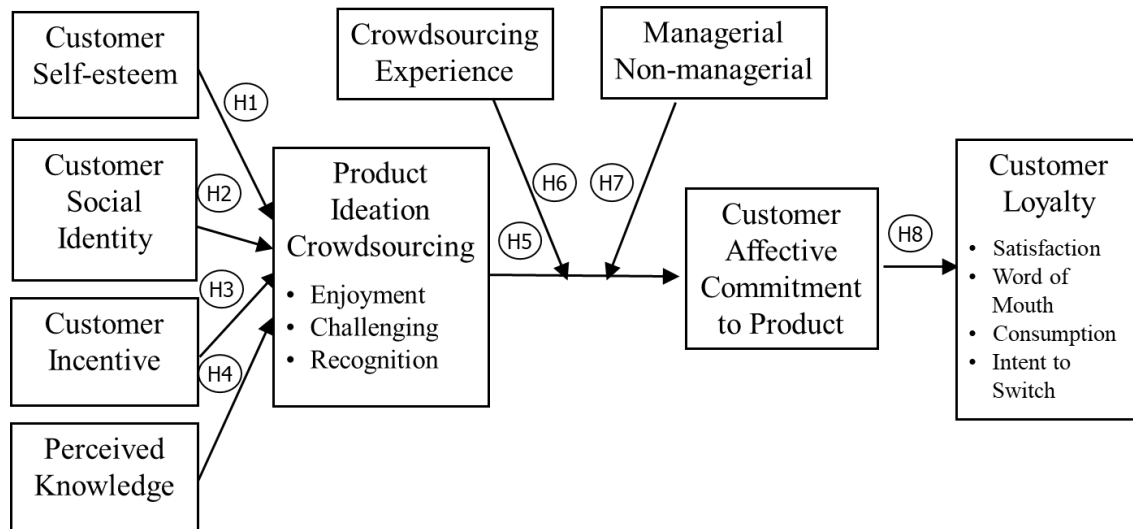 Customer
Self-esteem
H1
Customer
Social
Identity
H2
Customer
Incentive
H3
Perceived
Knowledge
H4
Product
Ideation
Crowdsourcing
• Enjoyment
• Challenging
• Recognition
H5
Crowdsourcing
Experience
H6
Managerial
Non-managerial
H7
Customer
Affective
Commitment
to Product
H8
Customer
Loyalty
• Satisfaction
• Word of
Mouth
• Consumption
• Intent to
Switch